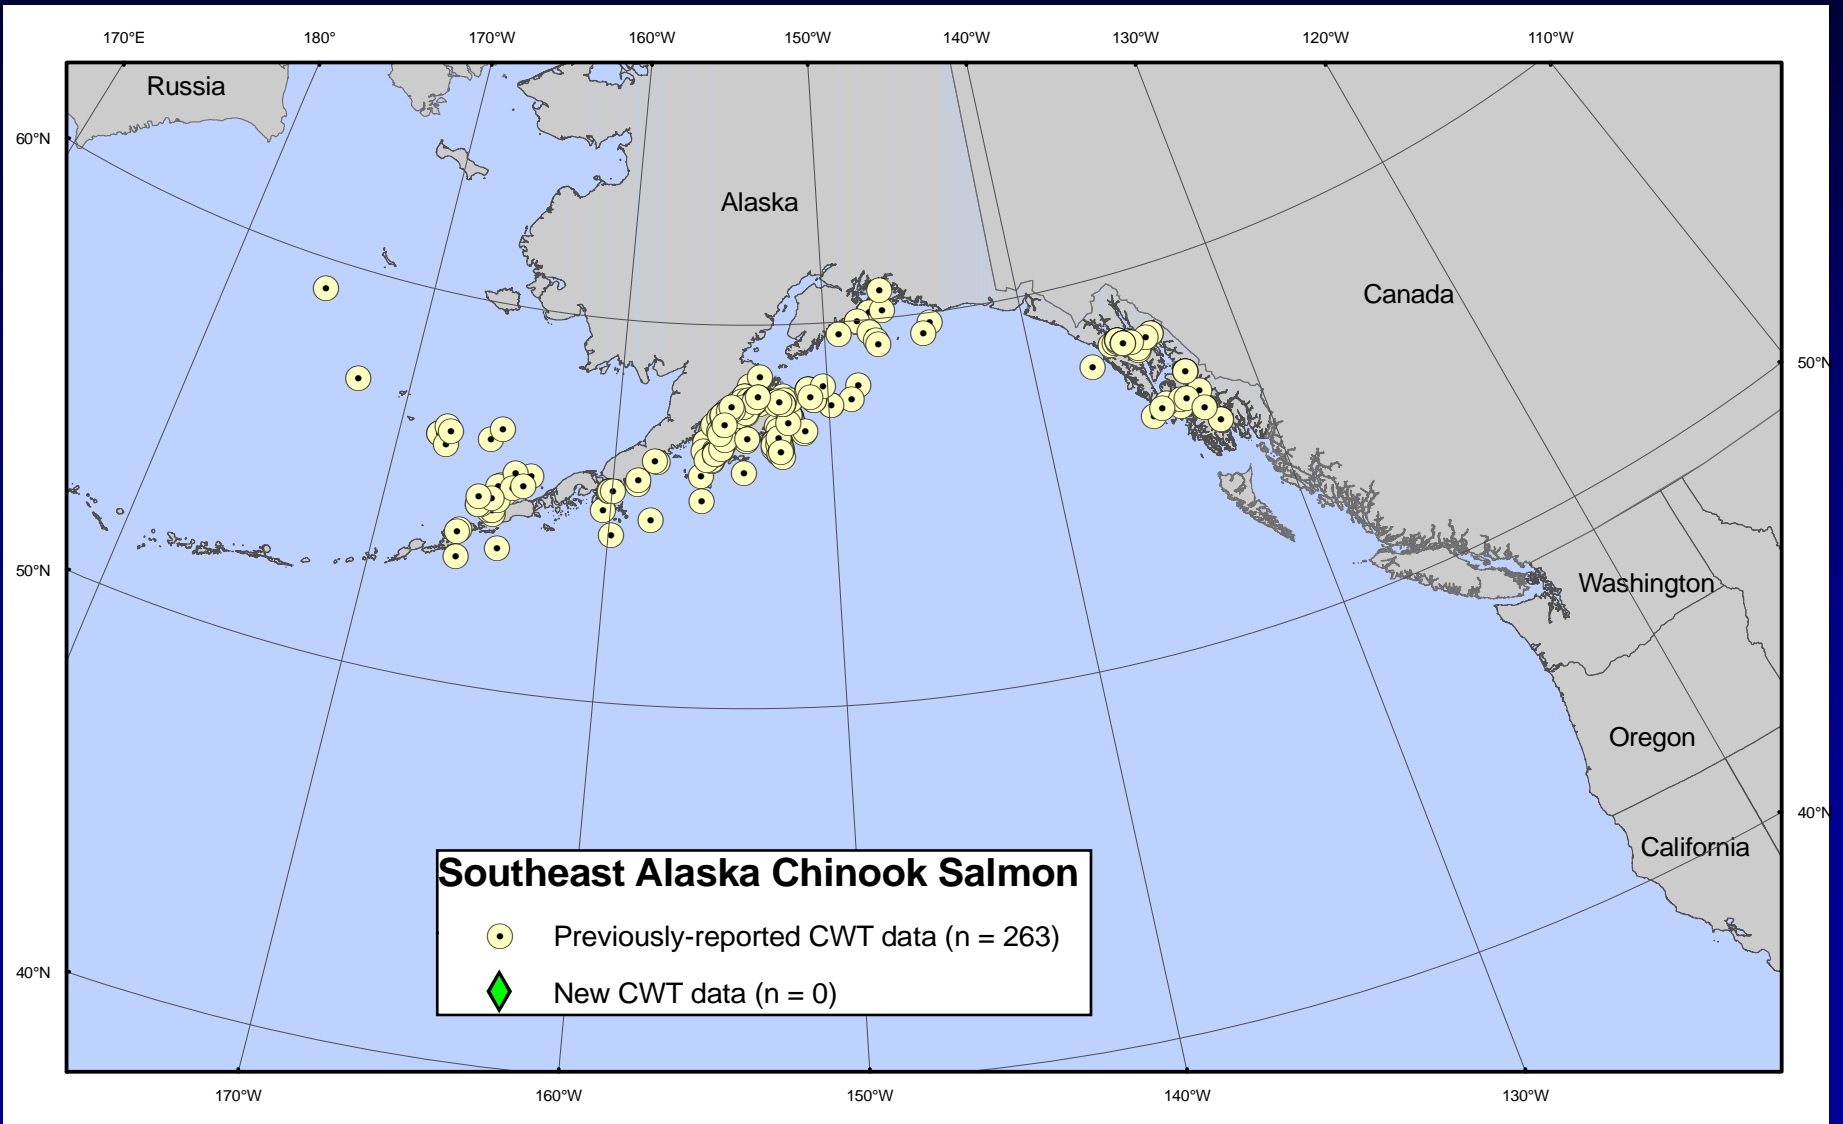 170°E 180° 170°W 160°W 150°W 140°W 130°W 120°W 110°W
Russia
60°N
Alaska
Canada
50°N
50°N
Washington
Oregon
40°N
California
Southeast Alaska Chinook Salmon
Previously-reported CWT data (n = 263)
40°N
New CWT data (n = 0)
170°W 160°W 150°W 140°W 130°W